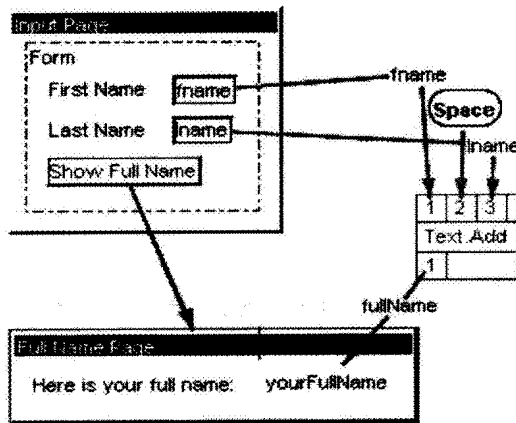 Input Page
Form
First Name fname
Last Name lname
Show Full Name
fname
Space
lname
1 2 3
Text.Add
1
fullName
Full Name Page
Here is your full name: yourFullName